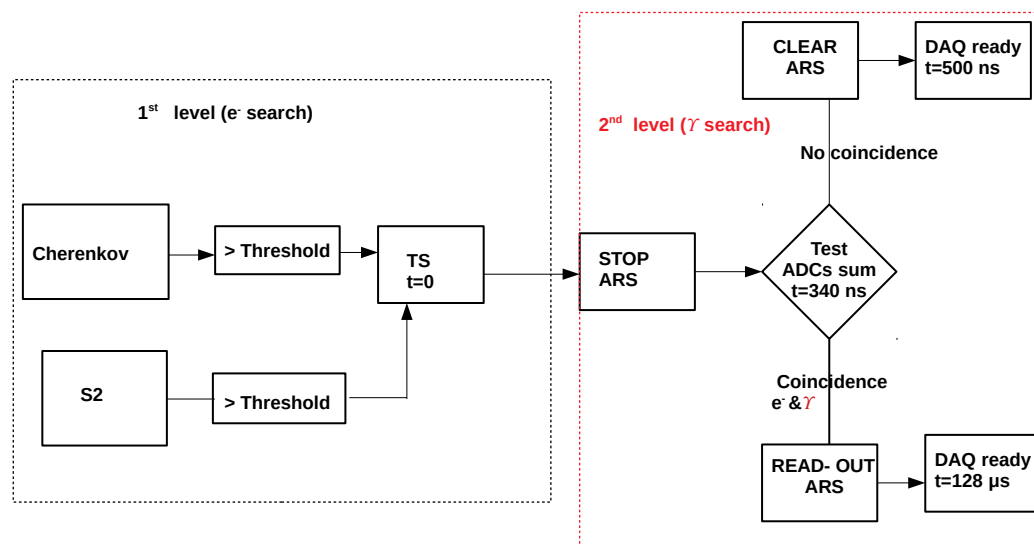 1st level (e- search)
Cherenkov
> Threshold
TS
t=0
S2
> Threshold
2nd level (ϒ search)
STOP
ARS
CLEAR
ARS
DAQ ready
t=500 ns
No coincidence
Test
ADCs sum
t=340 ns
Coincidence
e- & ϒ
READ- OUT
ARS
DAQ ready
t=128 µs